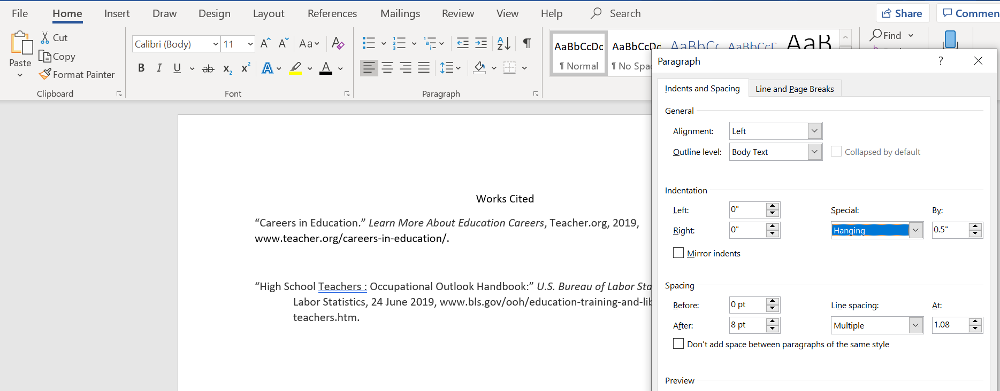 File Home Insert Draw Design Layout References Mailings Review View Help Search Share Commen
Paste Cut Copy Format Painter
Clipboard
Calibri (Body) 11 A A Aa A
B I U ab x2 x2 A A
Font
Paragraph
AaBbCcDc AaBbCcDc AaBbCc AaBbCcD AaB
¶ Normal ¶ No Spac
Find
Paragraph ?
Indents and Spacing Line and Page Breaks
General
Alignment: Left
Outline level: Body Text Collapsed by default
Indentation
Left: 0" Special: By:
Right: 0" Hanging 0.5"
Mirror indents
Spacing
Before: 0 pt Line spacing: At:
After: 8 pt Multiple 1.08
Don't add space between paragraphs of the same style
Preview
Works Cited
“Careers in Education.” Learn More About Education Careers, Teacher.org, 2019,
www.teacher.org/careers-in-education/.
“High School Teachers : Occupational Outlook Handbook:” U.S. Bureau of Labor Sta
Labor Statistics, 24 June 2019, www.bls.gov/ooh/education-training-and-lib
teachers.htm.